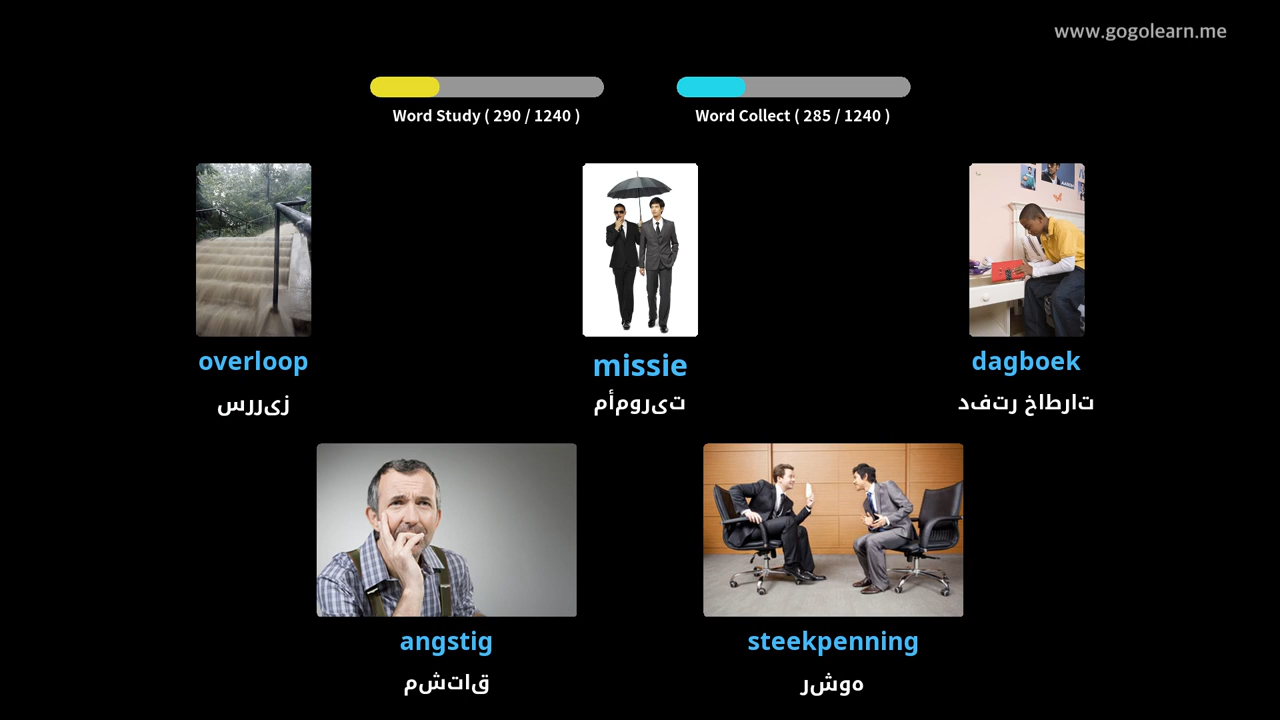 www.gogolearn.me
Word Study ( 290 / 1240 )
Word Collect ( 285 / 1240 )
overloop
missie
dagboek
زیررس
تیرومأم
تارطاخ رتفد
angstig
steekpenning
قاتشم
هوشر